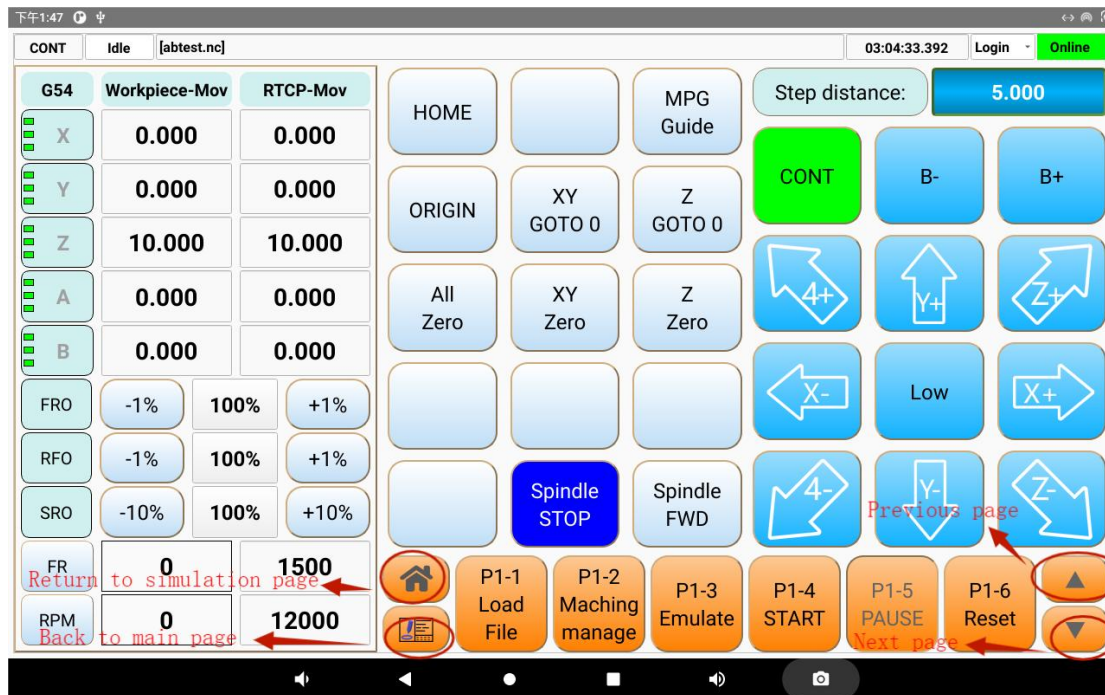 下午1:47
CONT Idle [abtest.nc] 03:04:33.392 Login Online
G54 Workpiece-Mov RTCP-Mov
X 0.000 0.000
Y 0.000 0.000
Z 10.000 10.000
A 0.000 0.000
B 0.000 0.000
FRO -1% 100% +1%
RFO -1% 100% +1%
SRO -10% 100% +10%
FR 0 1500
Return to simulation page
RPM 0 12000
Back to main page
HOME
MPG
Guide
ORIGIN
XY
GOTO 0
Z
GOTO 0
All
Zero
XY
Zero
Z
Zero
Spindle
STOP
Spindle
FWD
Step distance: 5.000
CONT B- B+
4+ Y+ Z+
X- Low X+
4- Y- Z-
Previous page
P1-1
Load
File
P1-2
Maching
manage
P1-3
Emulate
P1-4
START
P1-5
PAUSE
P1-6
Reset
Next page